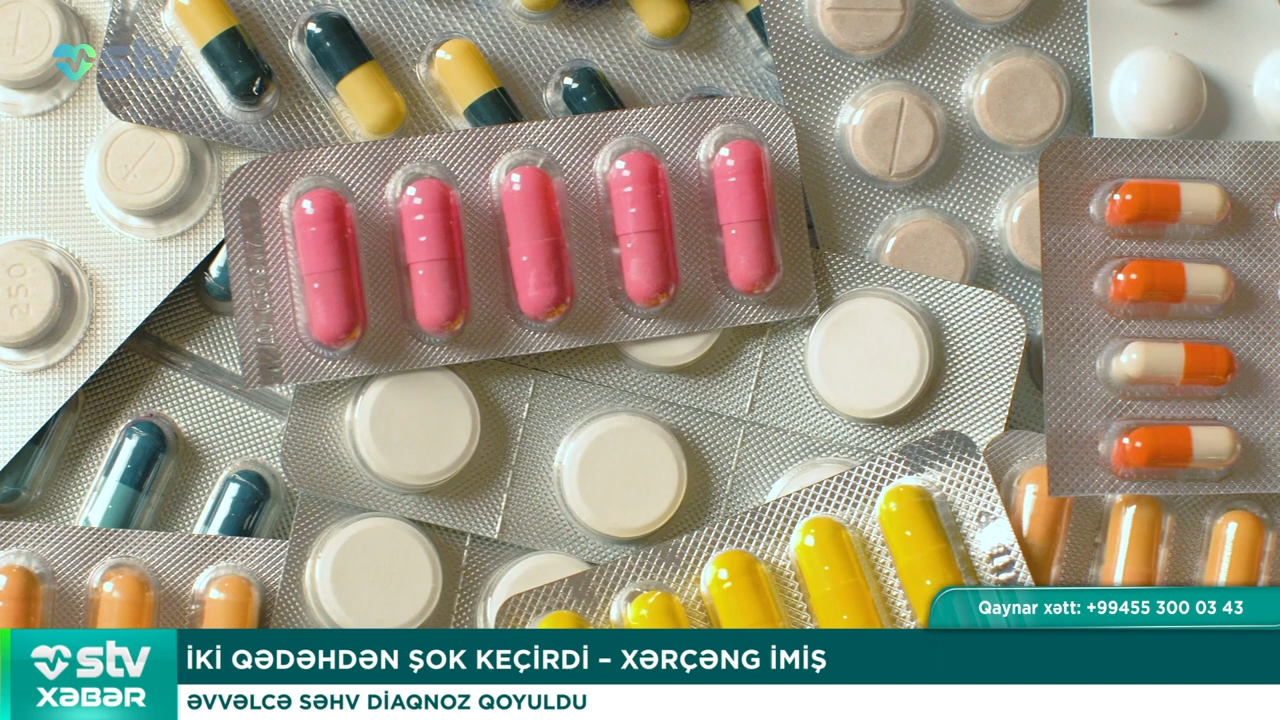 stv
250
Qaynar xətt: +99455 300 03 43
stv
XƏBƏR
İKİ QƏDƏHDƏN ŞOK KEÇİRDİ – XƏRÇƏNG İMİŞ
ƏVVƏLCƏ SƏHV DİAQNOZ QOYULDU